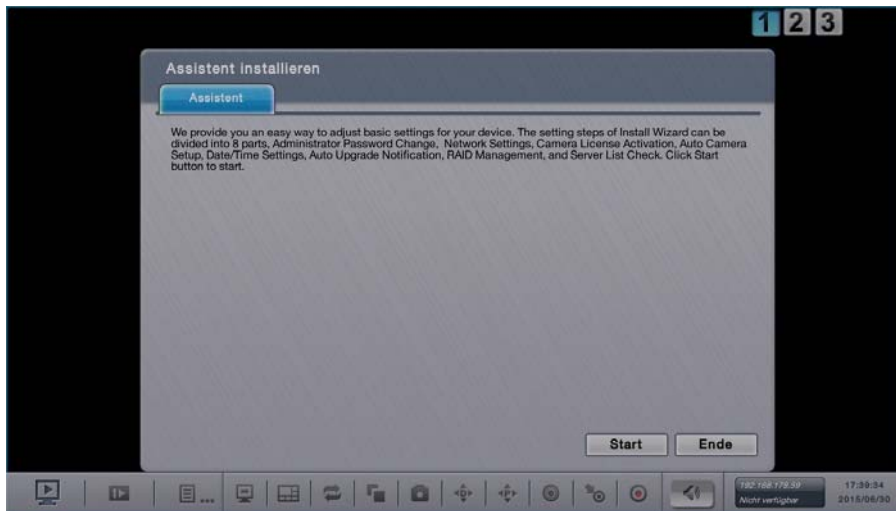 1 2 3
Assistent installieren
Assistent
We provide you an easy way to adjust basic settings for your device. The setting steps of Install Wizard can be
divided into 8 parts, Administrator Password Change, Network Settings, Camera License Activation, Auto Camera
Setup, Date/Time Settings, Auto Upgrade Notification, RAID Management, and Server List Check. Click Start
button to start.
Start Ende
192.168.179.59 17:39:34
Nicht verfügbar 2015/06/30